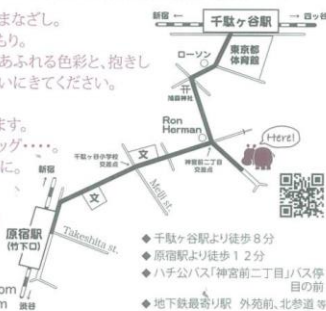 まなざし。
もり。
あふれる色彩と、抱きし
いにきてください。
ます。
ッグ・・・・。
に。
新宿
千駄ヶ谷駅
四ッ谷
ローソン
東京都
体育館
鳩森神社
Ron
Herman
Here!
千駄ヶ谷小学校
交差点
文
神宮前二丁目
交差点
新宿
文
Meiji st.
原宿駅
(竹下口)
Takeshita st.
渋谷
om
m
◆ 千駄ヶ谷駅より徒歩8分
◆ 原宿駅より徒歩12分
◆ ハチ公バス「神宮前二丁目」バス停
目の前
◆ 地下鉄最寄り駅 外苑前、北参道 等